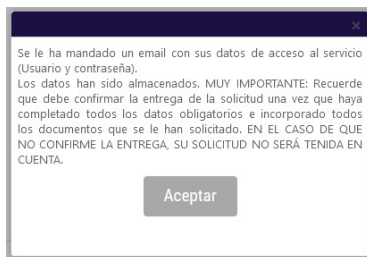 Se le ha mandado un email con sus datos de acceso al servicio
(Usuario y contraseña).
Los datos han sido almacenados. MUY IMPORTANTE: Recuerde
que debe confirmar la entrega de la solicitud una vez que haya
completado todos los datos obligatorios e incorporado todos
los documentos que se le han solicitado. EN EL CASO DE QUE
NO CONFIRME LA ENTREGA, SU SOLICITUD NO SERÁ TENIDA EN
CUENTA.
Aceptar